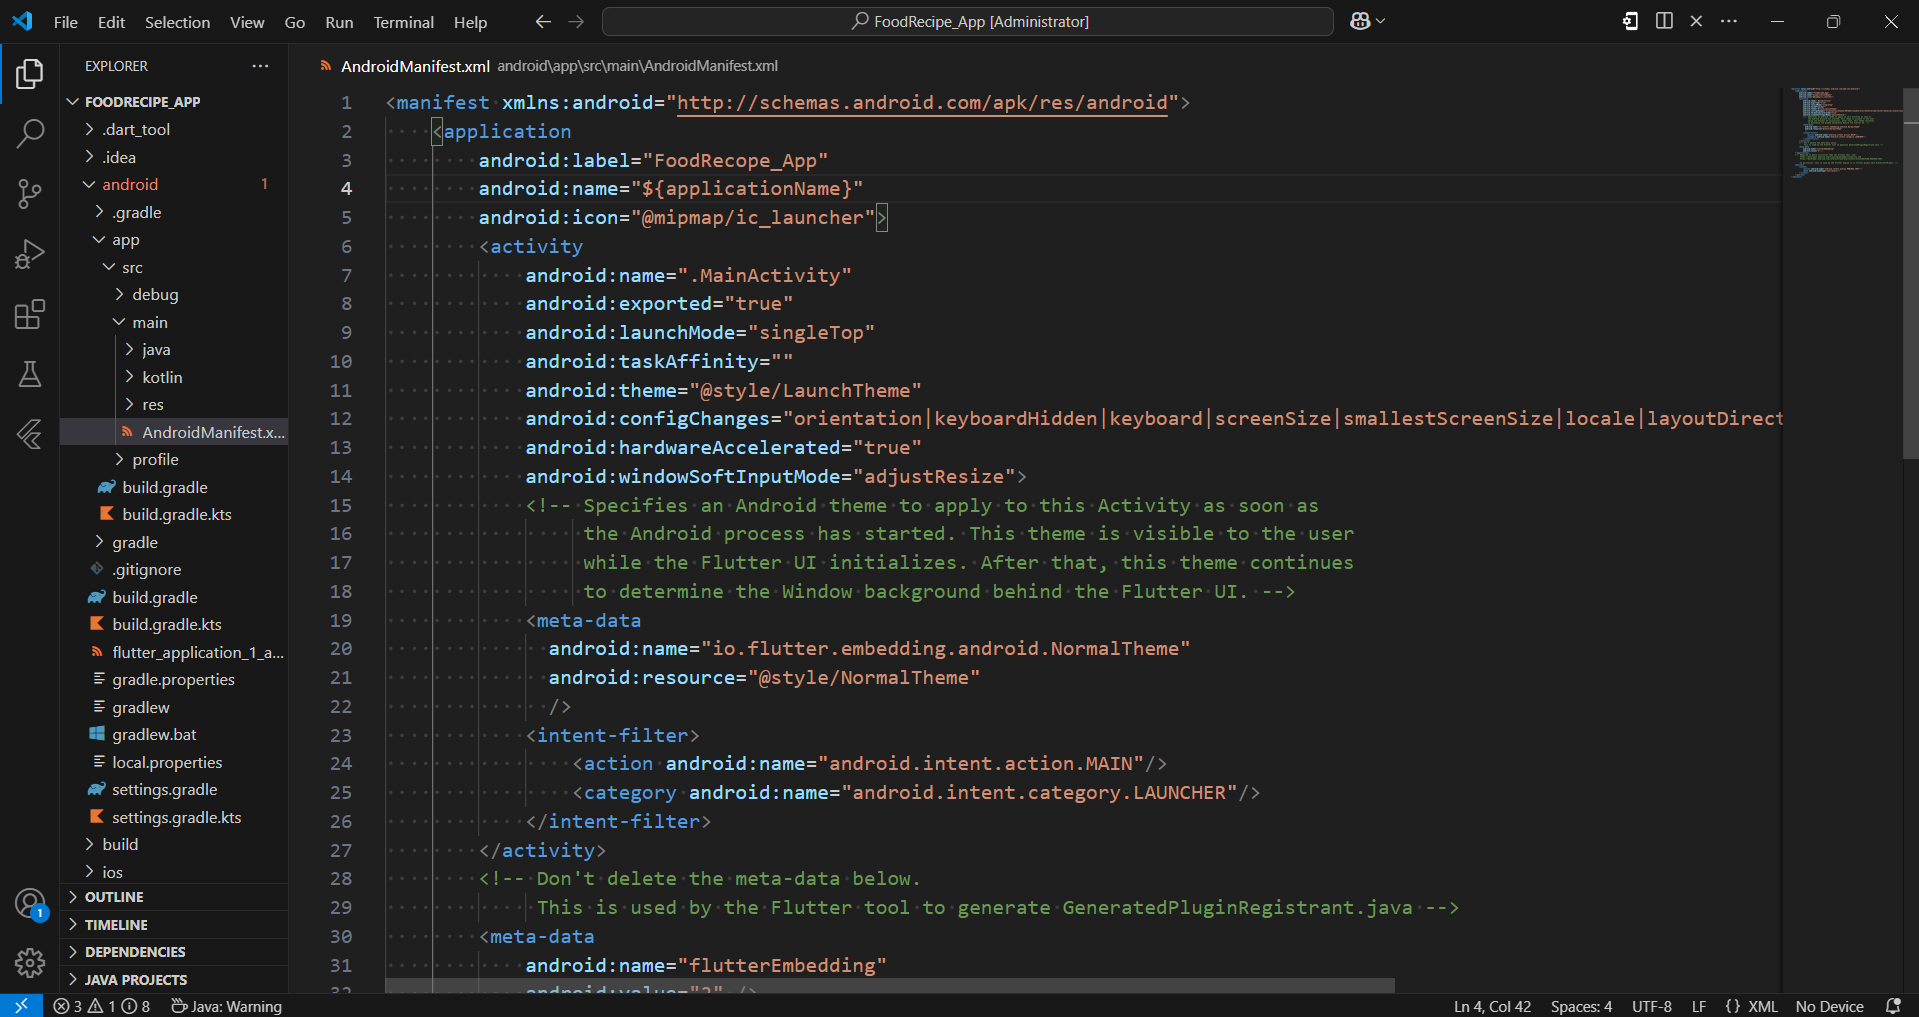 File Edit Selection View Go Run Terminal Help
FoodRecipe_App [Administrator]
EXPLORER
FOODRECIPE_APP
.dart_tool
.idea
android 1
.gradle
app
src
debug
main
java
kotlin
res
AndroidManifest.x...
profile
build.gradle
build.gradle.kts
gradle
.gitignore
build.gradle
build.gradle.kts
flutter_application_1_a...
gradle.properties
gradlew
gradlew.bat
local.properties
settings.gradle
settings.gradle.kts
build
ios
OUTLINE
TIMELINE
DEPENDENCIES
JAVA PROJECTS
1
AndroidManifest.xml android\app\src\main\AndroidManifest.xml
1 <manifest xmlns:android="http://schemas.android.com/apk/res/android">
2 <application
3 android:label="FoodRecope_App"
4 android:name="${applicationName}"
5 android:icon="@mipmap/ic_launcher">
6 <activity
7 android:name=".MainActivity"
8 android:exported="true"
9 android:launchMode="singleTop"
10 android:taskAffinity=""
11 android:theme="@style/LaunchTheme"
12 android:configChanges="orientation|keyboardHidden|keyboard|screenSize|smallestScreenSize|locale|layoutDirect
13 android:hardwareAccelerated="true"
14 android:windowSoftInputMode="adjustResize">
15 <!-- Specifies an Android theme to apply to this Activity as soon as
16 the Android process has started. This theme is visible to the user
17 while the Flutter UI initializes. After that, this theme continues
18 to determine the Window background behind the Flutter UI. -->
19 <meta-data
20 android:name="io.flutter.embedding.android.NormalTheme"
21 android:resource="@style/NormalTheme"
22 />
23 <intent-filter>
24 <action android:name="android.intent.action.MAIN"/>
25 <category android:name="android.intent.category.LAUNCHER"/>
26 </intent-filter>
27 </activity>
28 <!-- Don't delete the meta-data below.
29 This is used by the Flutter tool to generate GeneratedPluginRegistrant.java -->
30 <meta-data
31 android:name="flutterEmbedding"
32 android:value="2" />
3 1 8 Java: Warning
Ln 4, Col 42 Spaces: 4 UTF-8 LF {} XML No Device